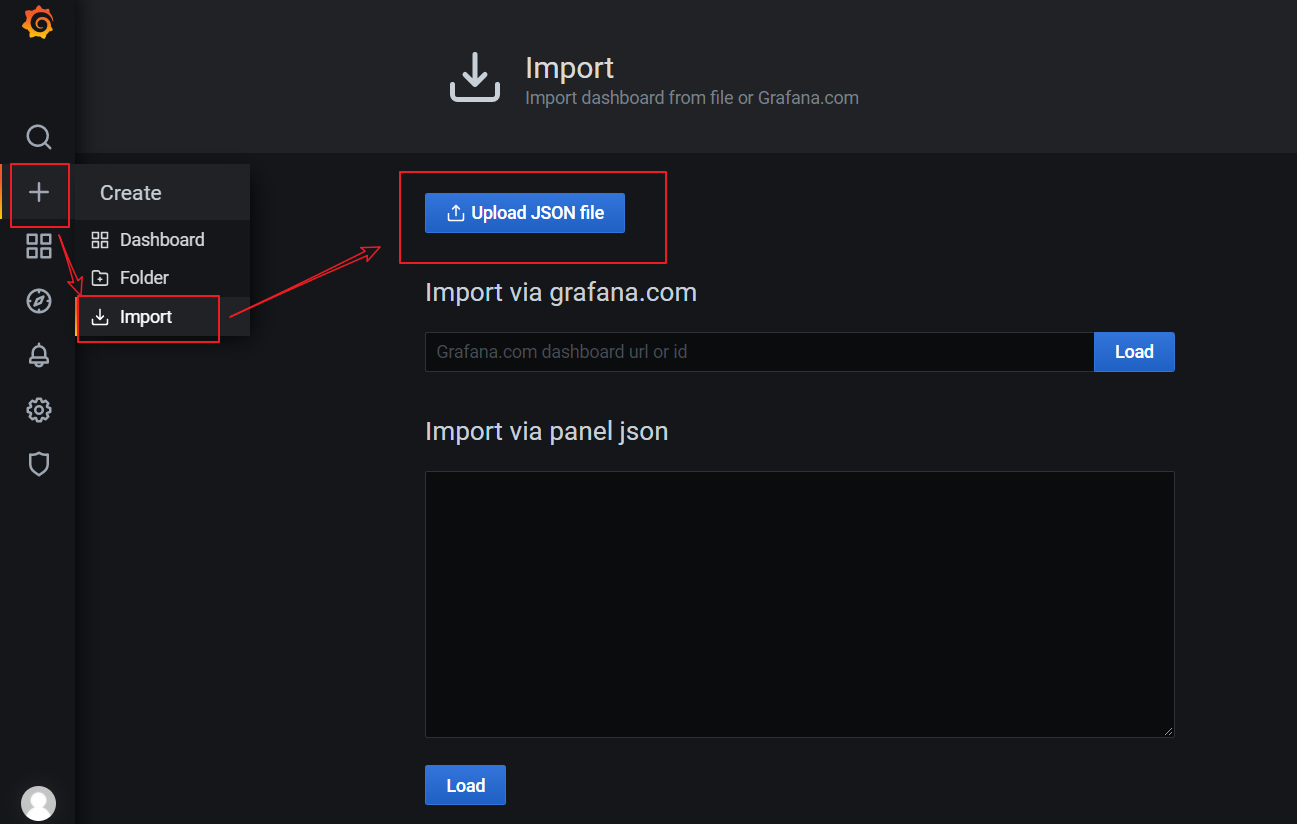 Import
Import dashboard from file or Grafana.com
Create
Dashboard
Folder
Import
Upload JSON file
Import via grafana.com
Grafana.com dashboard url or id
Load
Import via panel json
Load